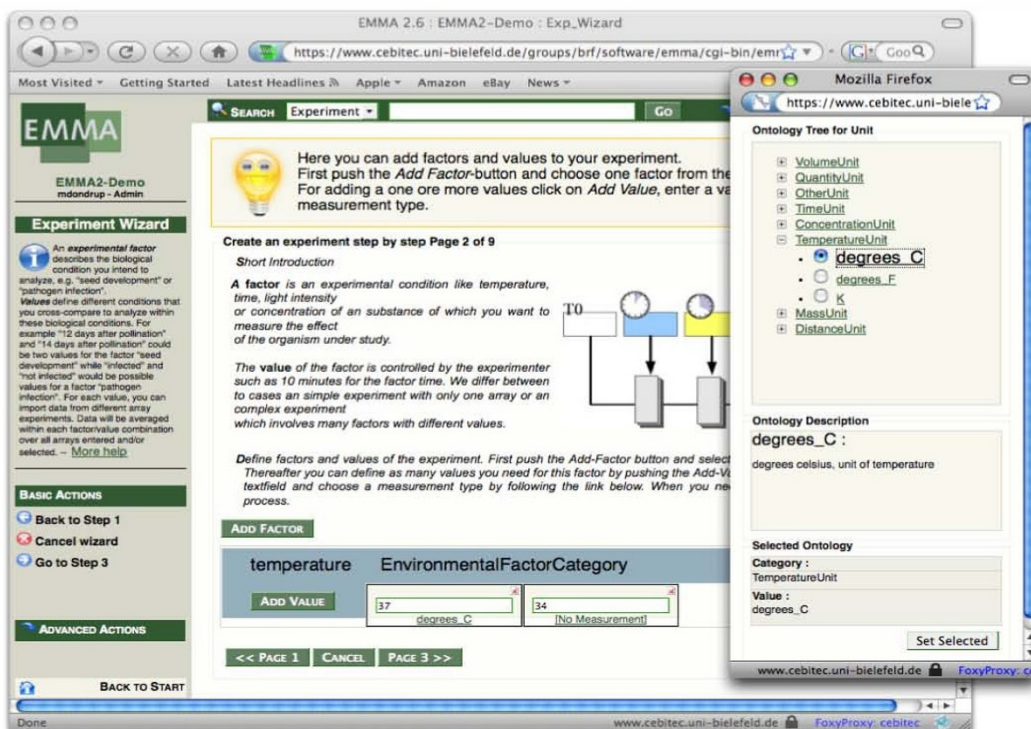 EMMA 2.6 : EMMA2-Demo : Exp_Wizard
https://www.cebitec.uni-bielefeld.de/groups/brf/software/emma/cgi-bin/emr
Goo
Most Visited Getting Started Latest Headlines Apple Amazon eBay News
EMMA
EMMA2-Demo
mdondrup - Admin
Experiment Wizard
An experimental factor
describes the biological
condition you intend to
analyze, e.g. "seed development" or
"pathogen infection".
Values define different conditions that
you cross-compare to analyze within
these biological conditions. For
example "12 days after pollination"
and "14 days after pollination" could
be two values for the factor "seed
development" while "infected" and
"not infected" would be possible
values for a factor "pathogen
infection". For each value, you can
import data from different array
experiments. Data will be averaged
within each factor/value combination
over all arrays entered and/or
selected. – More help
BASIC ACTIONS
Back to Step 1
Cancel wizard
Go to Step 3
ADVANCED ACTIONS
BACK TO START
SEARCH Experiment Go
Here you can add factors and values to your experiment.
First push the Add Factor-button and choose one factor from the
For adding a one ore more values click on Add Value, enter a va
measurement type.
Create an experiment step by step Page 2 of 9
Short Introduction
A factor is an experimental condition like temperature,
time, light intensity
or concentration of an substance of which you want to
measure the effect
of the organism under study.
The value of the factor is controlled by the experimenter
such as 10 minutes for the factor time. We differ between
to cases an simple experiment with only one array or an
complex experiment
which involves many factors with different values.
T0
Define factors and values of the experiment. First push the Add-Factor button and select
Thereafter you can define as many values you need for this factor by pushing the Add-Va
textfield and choose a measurement type by following the link below. When you nee
process.
ADD FACTOR
temperature EnvironmentalFactorCategory
ADD VALUE 37 34
degrees_C [No Measurement]
<< PAGE 1 CANCEL PAGE 3 >>
Done www.cebitec.uni-bielefeld.de FoxyProxy: cebitec
Mozilla Firefox
https://www.cebitec.uni-biele
Ontology Tree for Unit
VolumeUnit
QuantityUnit
OtherUnit
TimeUnit
ConcentrationUnit
TemperatureUnit
degrees_C
degrees_F
K
MassUnit
DistanceUnit
Ontology Description
degrees_C :
degrees celsius, unit of temperature
Selected Ontology
Category :
TemperatureUnit
Value :
degrees_C
Set Selected
www.cebitec.uni-bielefeld.de FoxyProxy: ce